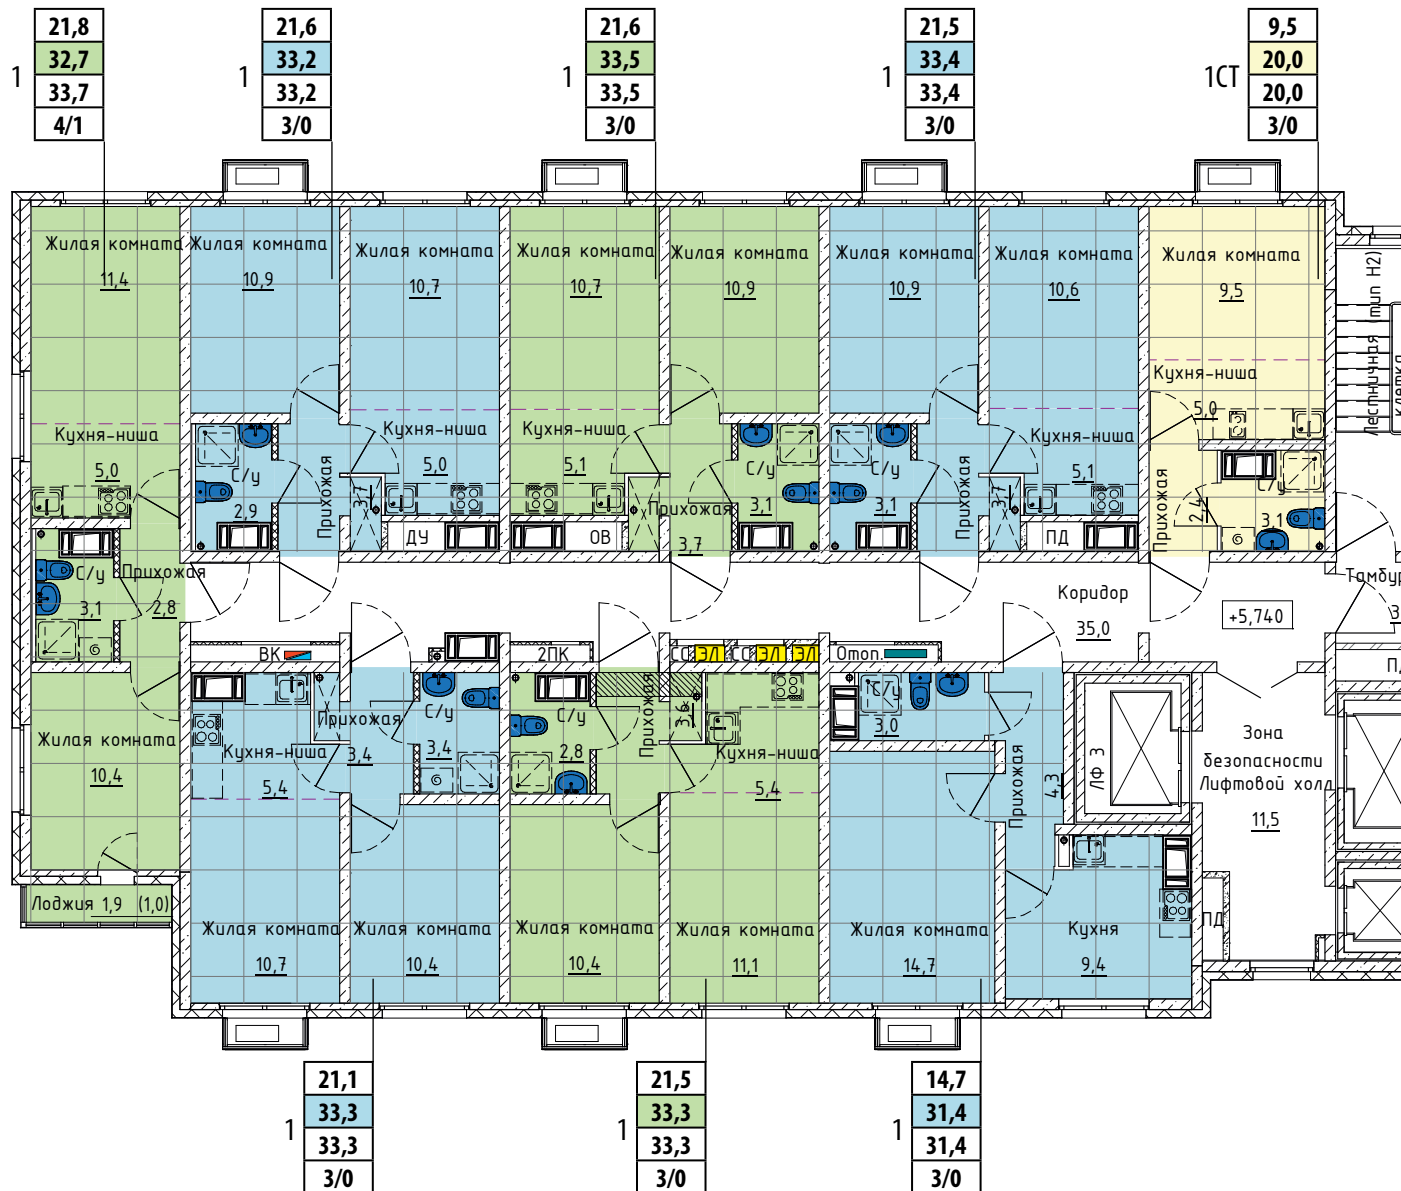 21,8
32,7
33,7
4/1
1
21,6
33,2
33,2
3/0
1
21,6
33,5
33,5
3/0
1
21,5
33,4
33,4
3/0
1
9,5
20,0
20,0
3/0
1СТ
Жилая комната
11,4
Жилая комната
10,9
Жилая комната
10,7
Жилая комната
10,7
Жилая комната
10,9
Жилая комната
10,9
Жилая комната
10,6
Жилая комната
9,5
Лестничная (тип Н2)
клетка
Кухня-ниша
5,0
С/у
2,9
Прихожая
3,7
Кухня-ниша
5,0
ДУ
Кухня-ниша
5,1
ОВ
Прихожая
3,7
С/у
3,1
С/у
3,1
Прихожая
3,7
Кухня-ниша
5,1
ПД
Кухня-ниша
5,0
Прихожая
2,4
С/у
3,1
С/у
3,1
Прихожая
2,8
Коридор
35,0
+5,740
Тамбур
ВК
2ПК
СС
ЭЛ
СС
ЭЛ
ЭЛ
Отоп.
Жилая комната
10,4
Лоджия 1,9 (1,0)
Кухня-ниша
5,4
Прихожая
3,4
С/у
3,4
С/у
2,8
Прихожая
3,6
Кухня-ниша
5,4
С/у
3,0
Прихожая
4,3
ЛФ 3
Зона
безопасности
Лифтовой холл
11,5
ПД
Жилая комната
10,7
Жилая комната
10,4
Жилая комната
10,4
Жилая комната
11,1
Жилая комната
14,7
Кухня
9,4
21,1
33,3
33,3
3/0
1
21,5
33,3
33,3
3/0
1
14,7
31,4
31,4
3/0
1